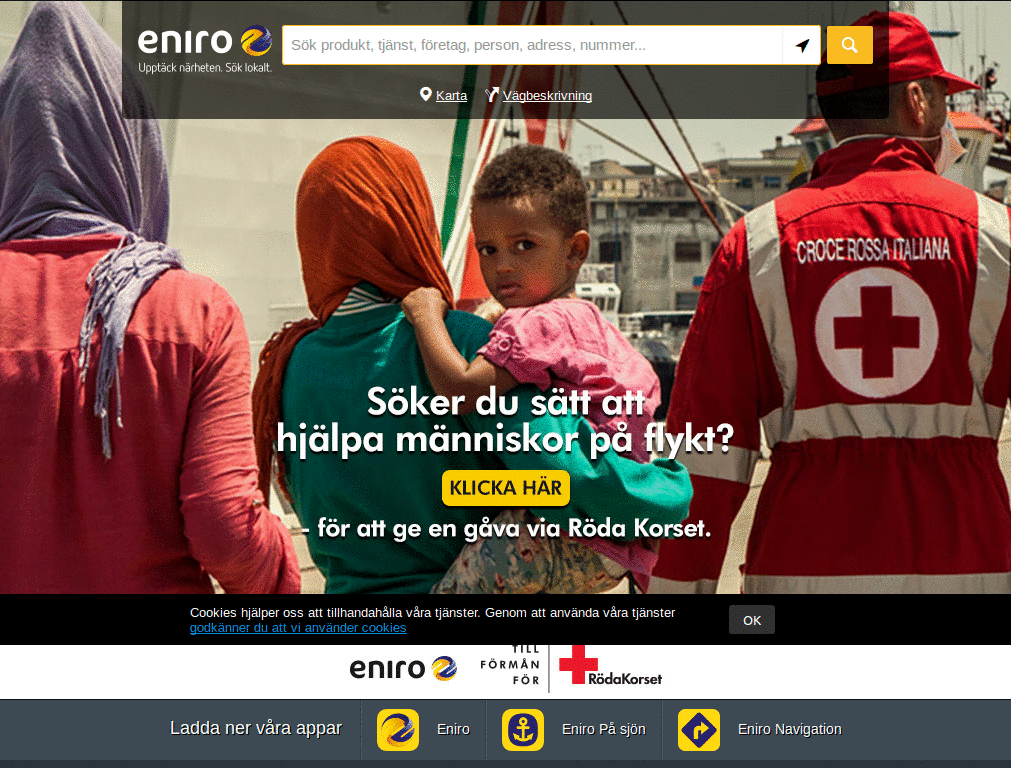 eniro
Upptäck närheten. Sök lokalt.
Sök produkt, tjänst, företag, person, adress, nummer...
Karta Vägbeskrivning
CROCE ROSSA ITALIANA
Söker du sätt att
hjälpa människor på flykt?
KLICKA HÄR
- för att ge en gåva via Röda Korset.
Cookies hjälper oss att tillhandahålla våra tjänster. Genom att använda våra tjänster
godkänner du att vi använder cookies
OK
eniro
TILL
FÖRMÅN
FÖR
RödaKorset
Ladda ner våra appar
Eniro
Eniro På sjön
Eniro Navigation